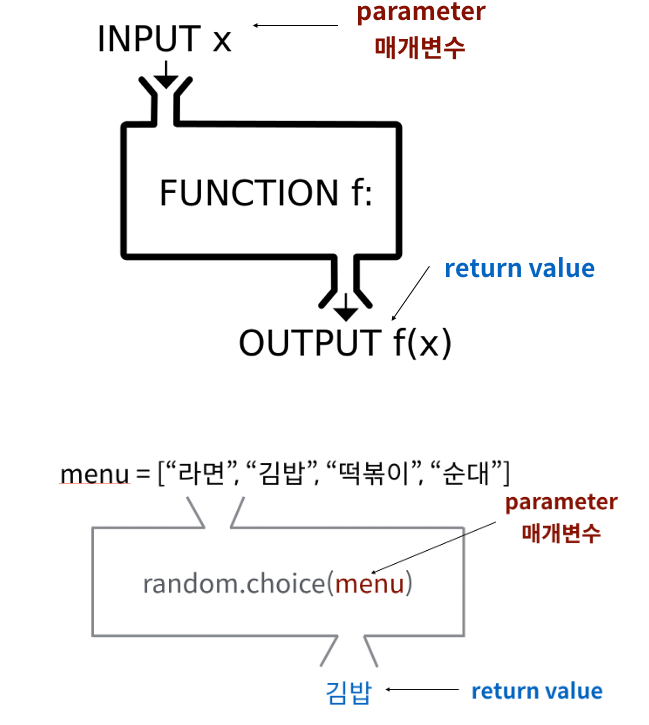 parameter
INPUT x
매개변수
FUNCTION f:
return value
OUTPUT f(x)
menu = [“라면”, “김밥”, “떡볶이”, “순대”]
parameter
매개변수
random.choice(menu)
김밥
return value